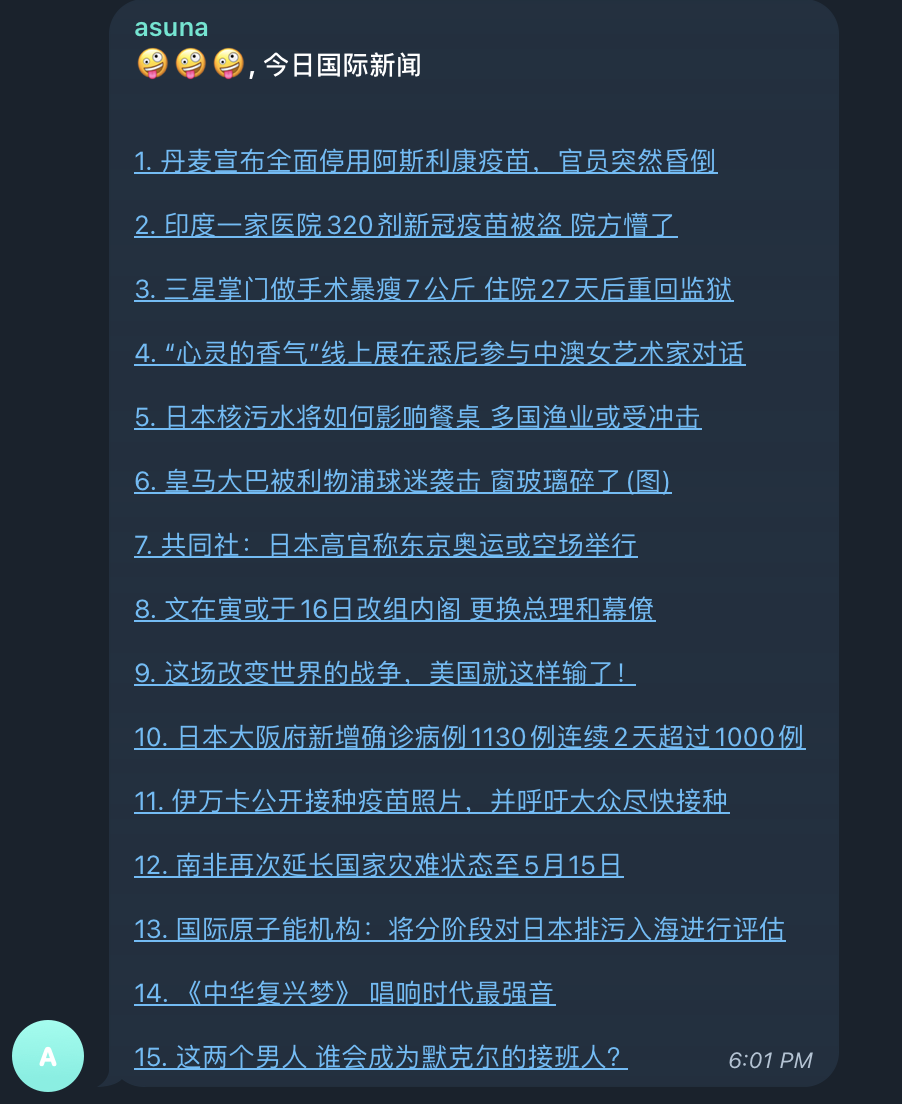 asuna
🤪🤪🤪, 今日国际新闻
1. 丹麦宣布全面停用阿斯利康疫苗，官员突然昏倒
2. 印度一家医院320剂新冠疫苗被盗 院方懵了
3. 三星掌门做手术暴瘦7公斤 住院27天后重回监狱
4. “心灵的香气”线上展在悉尼参与中澳女艺术家对话
5. 日本核污水将如何影响餐桌 多国渔业或受冲击
6. 皇马大巴被利物浦球迷袭击 窗玻璃碎了(图)
7. 共同社：日本高官称东京奥运或空场举行
8. 文在寅或于16日改组内阁 更换总理和幕僚
9. 这场改变世界的战争，美国就这样输了！
10. 日本大阪府新增确诊病例1130例连续2天超过1000例
11. 伊万卡公开接种疫苗照片，并呼吁大众尽快接种
12. 南非再次延长国家灾难状态至5月15日
13. 国际原子能机构：将分阶段对日本排污入海进行评估
14. 《中华复兴梦》 唱响时代最强音
15. 这两个男人 谁会成为默克尔的接班人？
6:01 PM
A